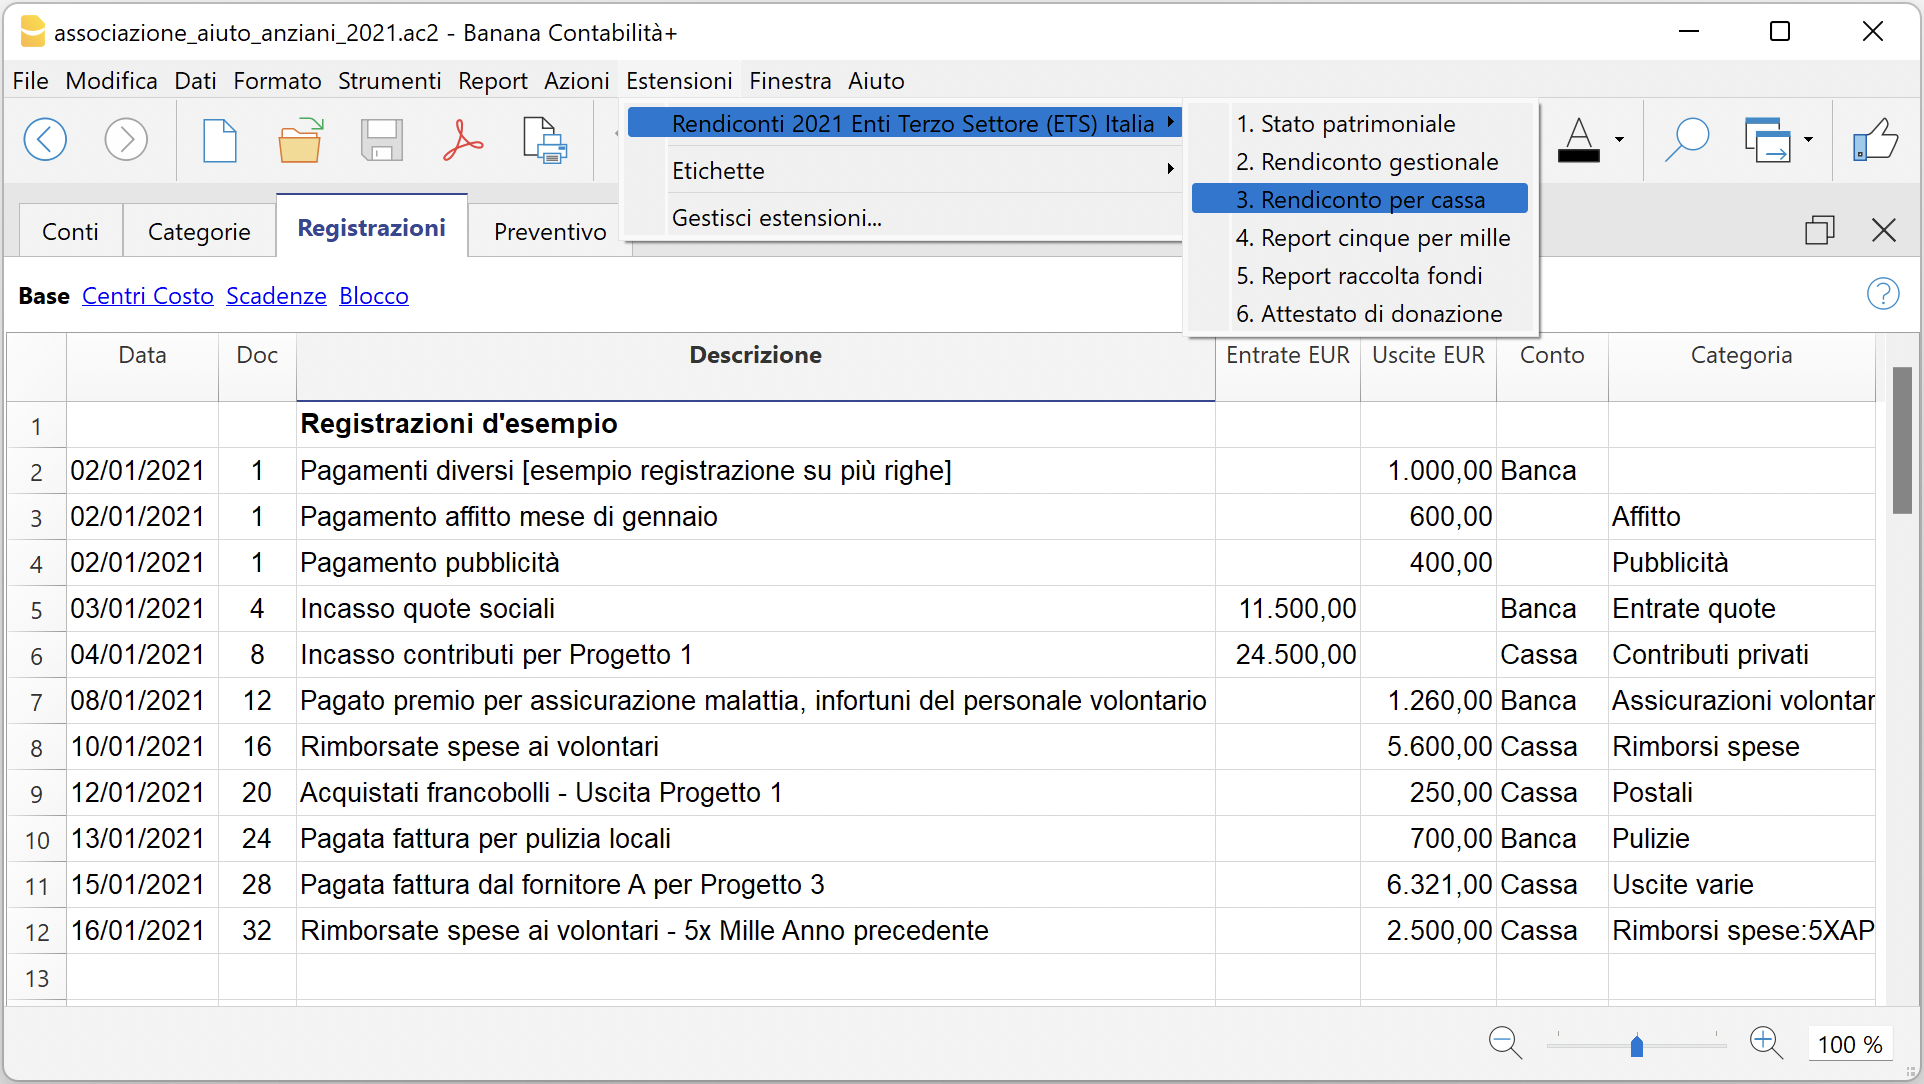 associazione_aiuto_anziani_2021.ac2 - Banana Contabilità+
File Modifica Dati Formato Strumenti Report Azioni Estensioni Finestra Aiuto
Rendiconti 2021 Enti Terzo Settore (ETS) Italia
Etichette
Gestisci estensioni...
1. Stato patrimoniale
2. Rendiconto gestionale
3. Rendiconto per cassa
4. Report cinque per mille
5. Report raccolta fondi
6. Attestato di donazione
A
Conti Categorie Registrazioni Preventivo
Base Centri Costo Scadenze Blocco
?
Data Doc Descrizione Entrate EUR Uscite EUR Conto Categoria
1 Registrazioni d'esempio
2 02/01/2021 1 Pagamenti diversi [esempio registrazione su più righe] 1.000,00 Banca
3 02/01/2021 1 Pagamento affitto mese di gennaio 600,00 Affitto
4 02/01/2021 1 Pagamento pubblicità 400,00 Pubblicità
5 03/01/2021 4 Incasso quote sociali 11.500,00 Banca Entrate quote
6 04/01/2021 8 Incasso contributi per Progetto 1 24.500,00 Cassa Contributi privati
7 08/01/2021 12 Pagato premio per assicurazione malattia, infortuni del personale volontario 1.260,00 Banca Assicurazioni volontar
8 10/01/2021 16 Rimborsate spese ai volontari 5.600,00 Cassa Rimborsi spese
9 12/01/2021 20 Acquistati francobolli - Uscita Progetto 1 250,00 Cassa Postali
10 13/01/2021 24 Pagata fattura per pulizia locali 700,00 Banca Pulizie
11 15/01/2021 28 Pagata fattura dal fornitore A per Progetto 3 6.321,00 Cassa Uscite varie
12 16/01/2021 32 Rimborsate spese ai volontari - 5x Mille Anno precedente 2.500,00 Cassa Rimborsi spese:5XAP
13
100 %